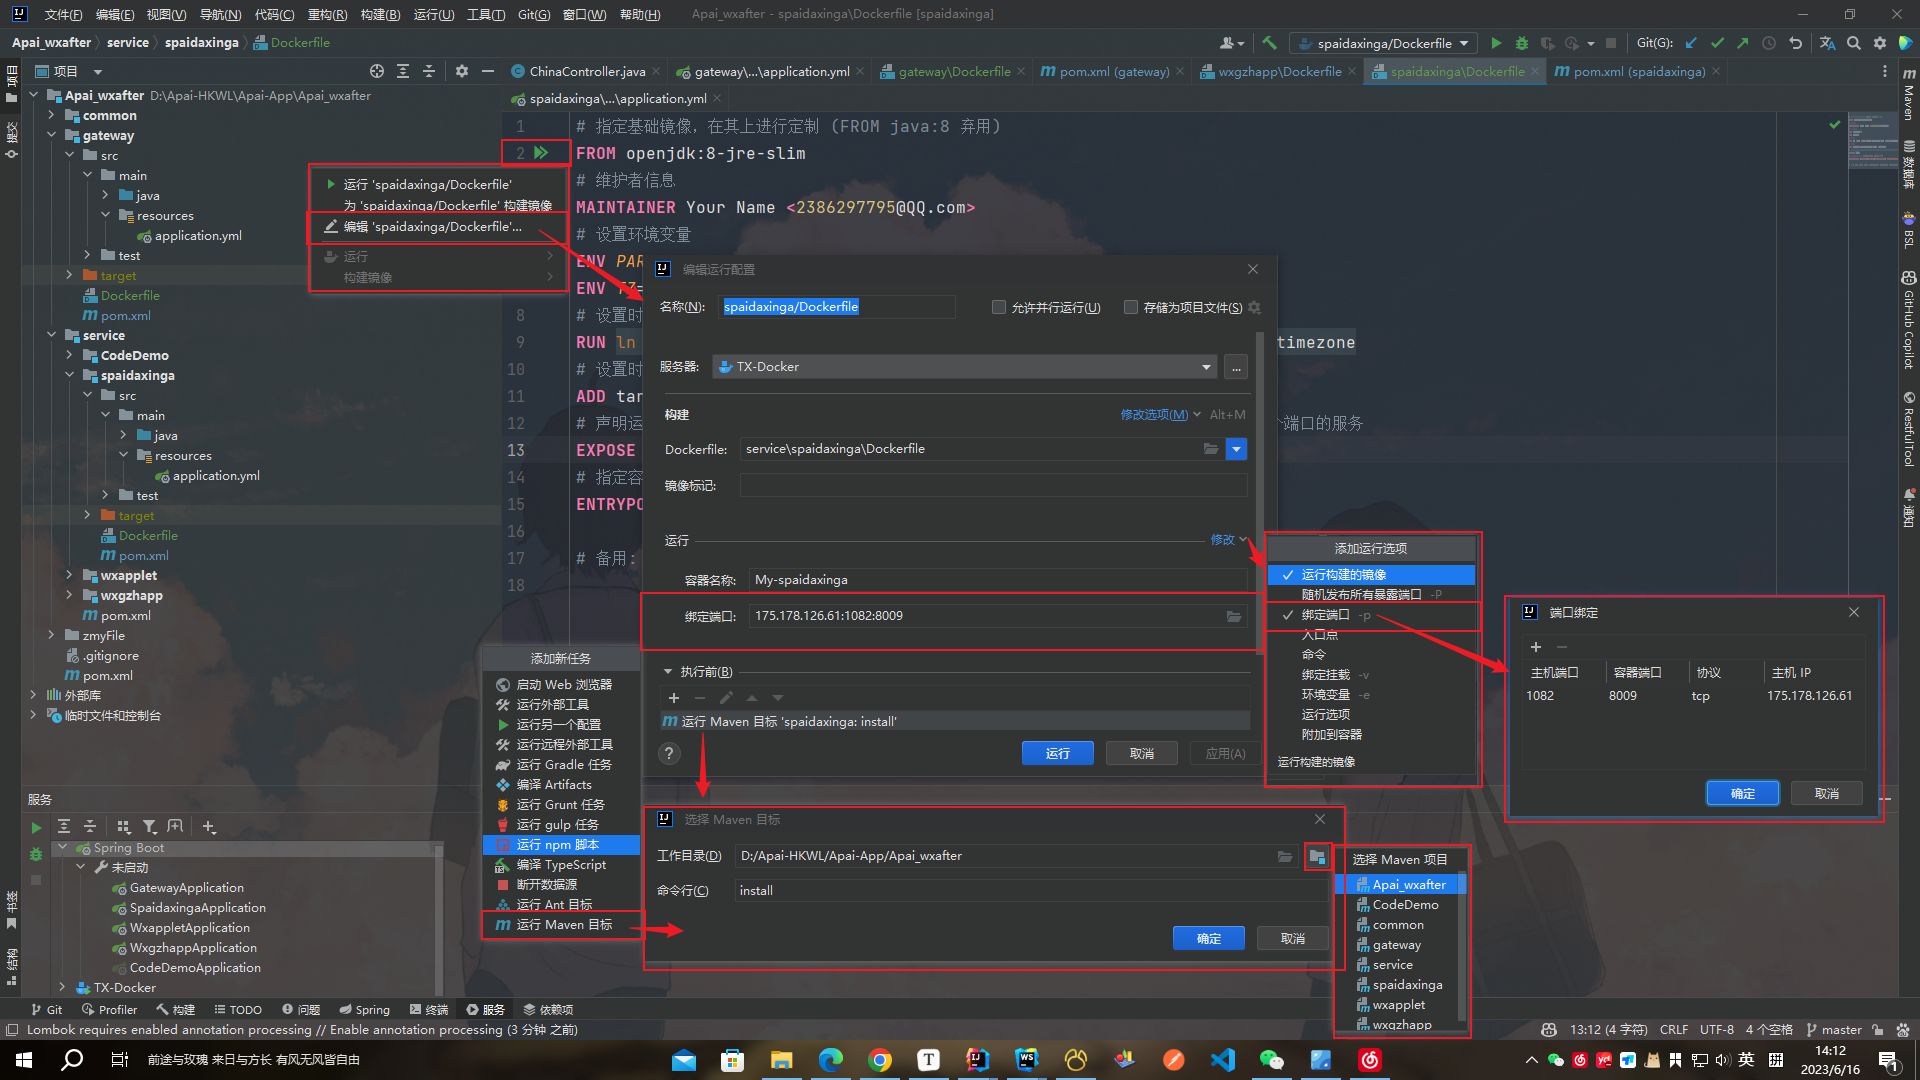 文件(F) 编辑(E) 视图(V) 导航(N) 代码(C) 重构(R) 构建(B) 运行(U) 工具(T) Git(G) 窗口(W) 帮助(H) Apai_wxafter - spaidaxinga\Dockerfile [spaidaxinga]
Apai_wxafter service spaidaxinga Dockerfile
spaidaxinga/Dockerfile Git(G):
项目
ChinaController.java gateway\...\application.yml gateway\Dockerfile pom.xml (gateway) wxgzhapp\Dockerfile spaidaxinga\Dockerfile pom.xml (spaidaxinga)
spaidaxinga\...\application.yml
项目
提交
书签
结构
Maven
数据库
BSL
GitHub Copilot
RestfulTool
通知
Apai_wxafter D:\Apai-HKWL\Apai-App\Apai_wxafter
common
gateway
src
main
java
resources
application.yml
test
target
Dockerfile
pom.xml
service
CodeDemo
spaidaxinga
src
main
java
resources
application.yml
test
target
Dockerfile
pom.xml
wxapplet
wxgzhapp
pom.xml
zmyFile
.gitignore
pom.xml
外部库
临时文件和控制台
1 # 指定基础镜像，在其上进行定制 (FROM java:8 弃用)
2 FROM openjdk:8-jre-slim
# 维护者信息
MAINTAINER Your Name <2386297795@QQ.com>
# 设置环境变量
ENV PAR
ENV TZ=
8 # 设置时
9 RUN ln timezone
10 # 设置时
11 ADD tar
12 # 声明运 个端口的服务
13 EXPOSE
14 # 指定容
15 ENTRYPO
16
17 # 备用:
18
运行 'spaidaxinga/Dockerfile'
为 'spaidaxinga/Dockerfile' 构建镜像
编辑 'spaidaxinga/Dockerfile'...
运行
构建镜像
编辑运行配置
名称(N): spaidaxinga/Dockerfile 允许并行运行(U) 存储为项目文件(S)
服务器: TX-Docker ...
构建 修改选项(M) Alt+M
Dockerfile: service\spaidaxinga\Dockerfile
镜像标记:
运行 修改
容器名称: My-spaidaxinga
绑定端口: 175.178.126.61:1082:8009
执行前(B)
运行 Maven 目标 'spaidaxinga: install'
? 运行 取消 应用(A)
添加运行选项
运行构建的镜像
随机发布所有暴露端口 -P
绑定端口 -p
入口点
命令
绑定挂载 -v
环境变量 -e
运行选项
附加到容器
运行构建的镜像
端口绑定
主机端口 容器端口 协议 主机 IP
1082 8009 tcp 175.178.126.61
确定 取消
添加新任务
启动 Web 浏览器
运行外部工具
运行另一个配置
运行远程外部工具
运行 Gradle 任务
编译 Artifacts
运行 Grunt 任务
运行 gulp 任务
运行 npm 脚本
编译 TypeScript
断开数据源
运行 Ant 目标
运行 Maven 目标
选择 Maven 目标
工作目录(D) D:/Apai-HKWL/Apai-App/Apai_wxafter
命令行(C) install
确定 取消
选择 Maven 项目
Apai_wxafter
CodeDemo
common
gateway
service
spaidaxinga
wxapplet
wxgzhapp
服务
Spring Boot
未启动
GatewayApplication
SpaidaxingaApplication
WxappletApplication
WxgzhappApplication
CodeDemoApplication
TX-Docker
Git Profiler 构建 TODO 问题 Spring 终端 服务 依赖项
Lombok requires enabled annotation processing // Enable annotation processing (3 分钟 之前) 13:12 (4 字符) CRLF UTF-8 4 个空格 master
前途与玫瑰 来日与方长 有风无风皆自由
英
14:12
2023/6/16
1